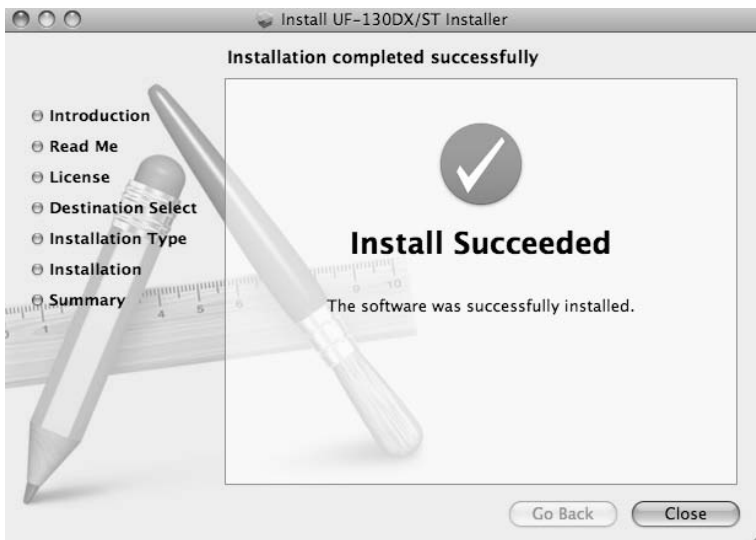 Install UF-130DX/ST Installer
Installation completed successfully
Introduction
Read Me
License
Destination Select
Installation Type
Installation
Summary
Install Succeeded
The software was successfully installed.
Go Back
Close